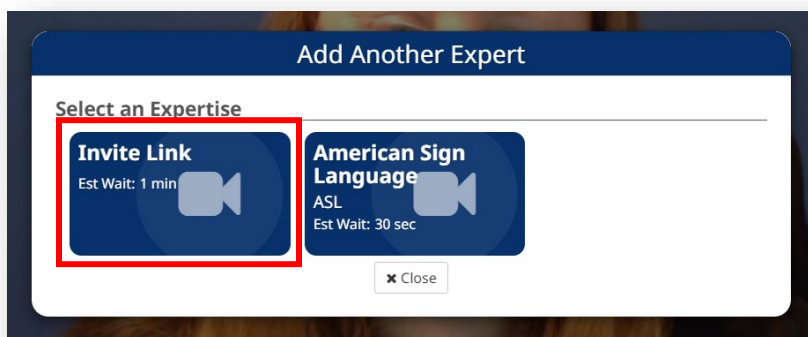 Add Another Expert
Select an Expertise
Invite Link
Est Wait: 1 min
American Sign
Language
ASL
Est Wait: 30 sec
✖ Close